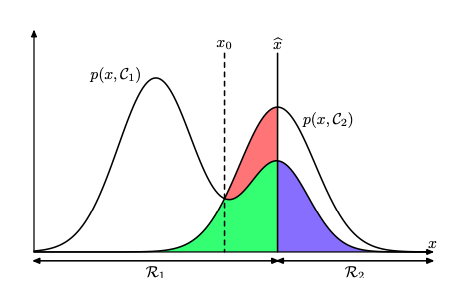 x₀ x̂
p(x, 𝒞₁)
p(x, 𝒞₂)
x
ℛ₁ ℛ₂